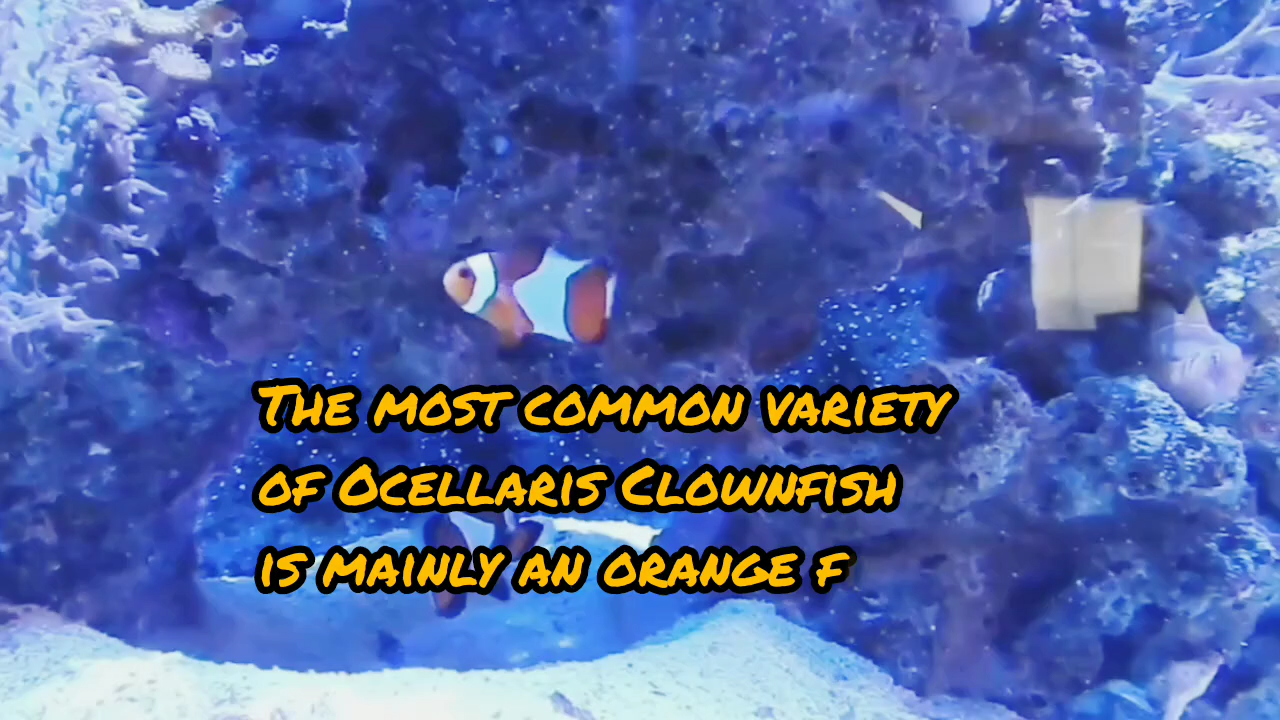 The most common variety
of Ocellaris Clownfish
is mainly an orange f